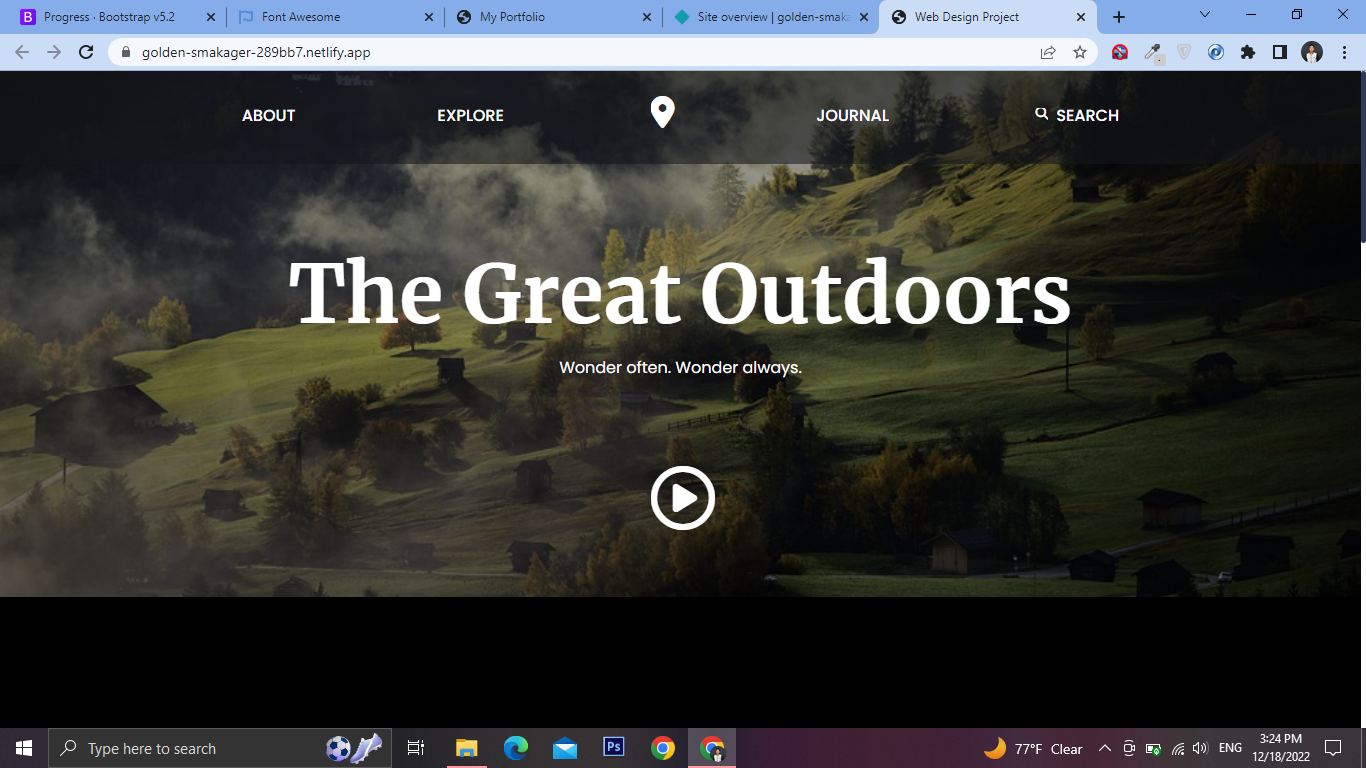 Progress · Bootstrap v5.2
Font Awesome
My Portfolio
Site overview | golden-smaka
Web Design Project
golden-smakager-289bb7.netlify.app
ABOUT
EXPLORE
JOURNAL
SEARCH
The Great Outdoors
Wonder often. Wonder always.
Type here to search
Ps
77°F Clear
ENG
3:24 PM
12/18/2022